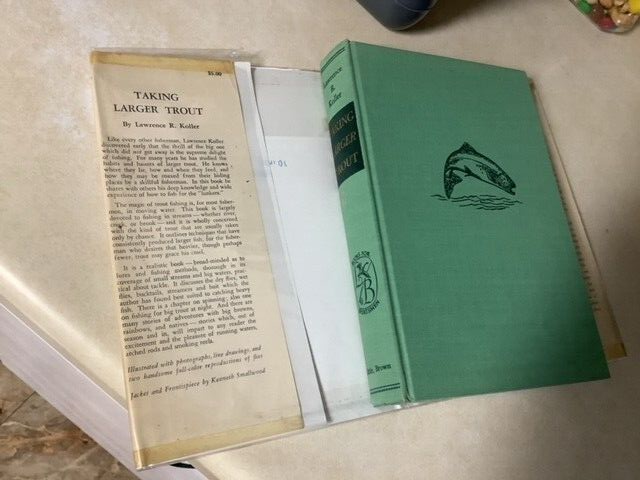 $5.00
TAKING
LARGER TROUT
By Lawrence R. Koller
Like every other fisherman, Lawrence Koller
discovered early that the thrill of the big one
which did not get away is the supreme delight
of fishing. For many years he has studied the
habits and haunts of larger trout. He knows
where they lie, how and when they feed, and
how they may be roused from their hiding
places by a skillful fisherman. In this book he
shares with others his deep knowledge and wide
experience of how to fish for the "lunkers."
The magic of trout fishing is, for most fisher-
men, in moving water. This book is largely
devoted to fishing in streams — whether river,
or brook — and it is wholly concerned
with the kind of trout that are usually taken
only by chance. It outlines techniques that have
consistently produced larger fish, for the fisher-
man who desires that heavier, though perhaps
fewer, trout may grace his creel.
It is a realistic book — broad-minded as to
lures and fishing methods, thorough in its
coverage of small streams and big waters, prac-
tical about tackle. It discusses the dry flies, wet
flies, bucktails, streamers and bait which the
author has found best suited to catching heavy
fish. There is a chapter on spinning; also one
on fishing for big trout at night. And there are
many stories of adventures with big browns,
rainbows, and natives — stories which, out of
season and in, will impart to any reader the
excitement and the pleasure of running waters,
arched rods and smoking reels.
Illustrated with photographs, line drawings, and
two handsome full-color reproductions of flies
Jacket and Frontispiece by Kenneth Smallwood
LAWRENCE
R.
Koller
TAKING
LARGER
TROUT
B
Brown